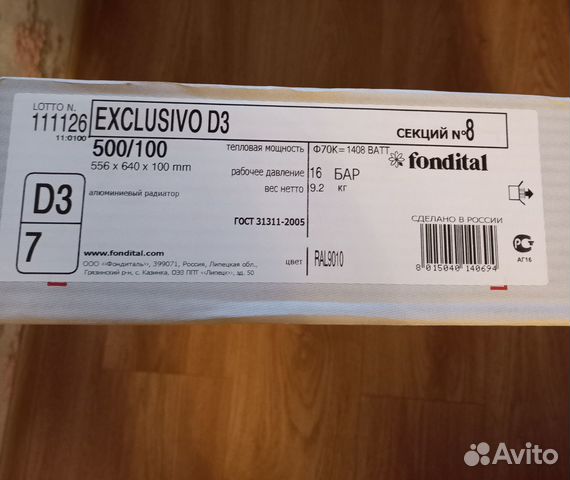 LOTTO N.
111126
11:0100
EXCLUSIVO D3
СЕКЦИЙ №8
500/100
556 x 640 x 100 mm
алюминиевый радиатор
тепловая мощность Ф70К=1408 ВАТТ
рабочее давление 16 БАР
вес нетто 9.2 кг
fondital
D3
7
ГОСТ 31311-2005
СДЕЛАНО В РОССИИ
www.fondital.com
ООО «Фондиталь», 399071, Россия, Липецкая обл.,
Грязинский р-н, с. Казинка, ОЭЗ ППТ «Липецк», зд. 50
цвет RAL9010
8 015040 140694
РС
АГ16
Avito